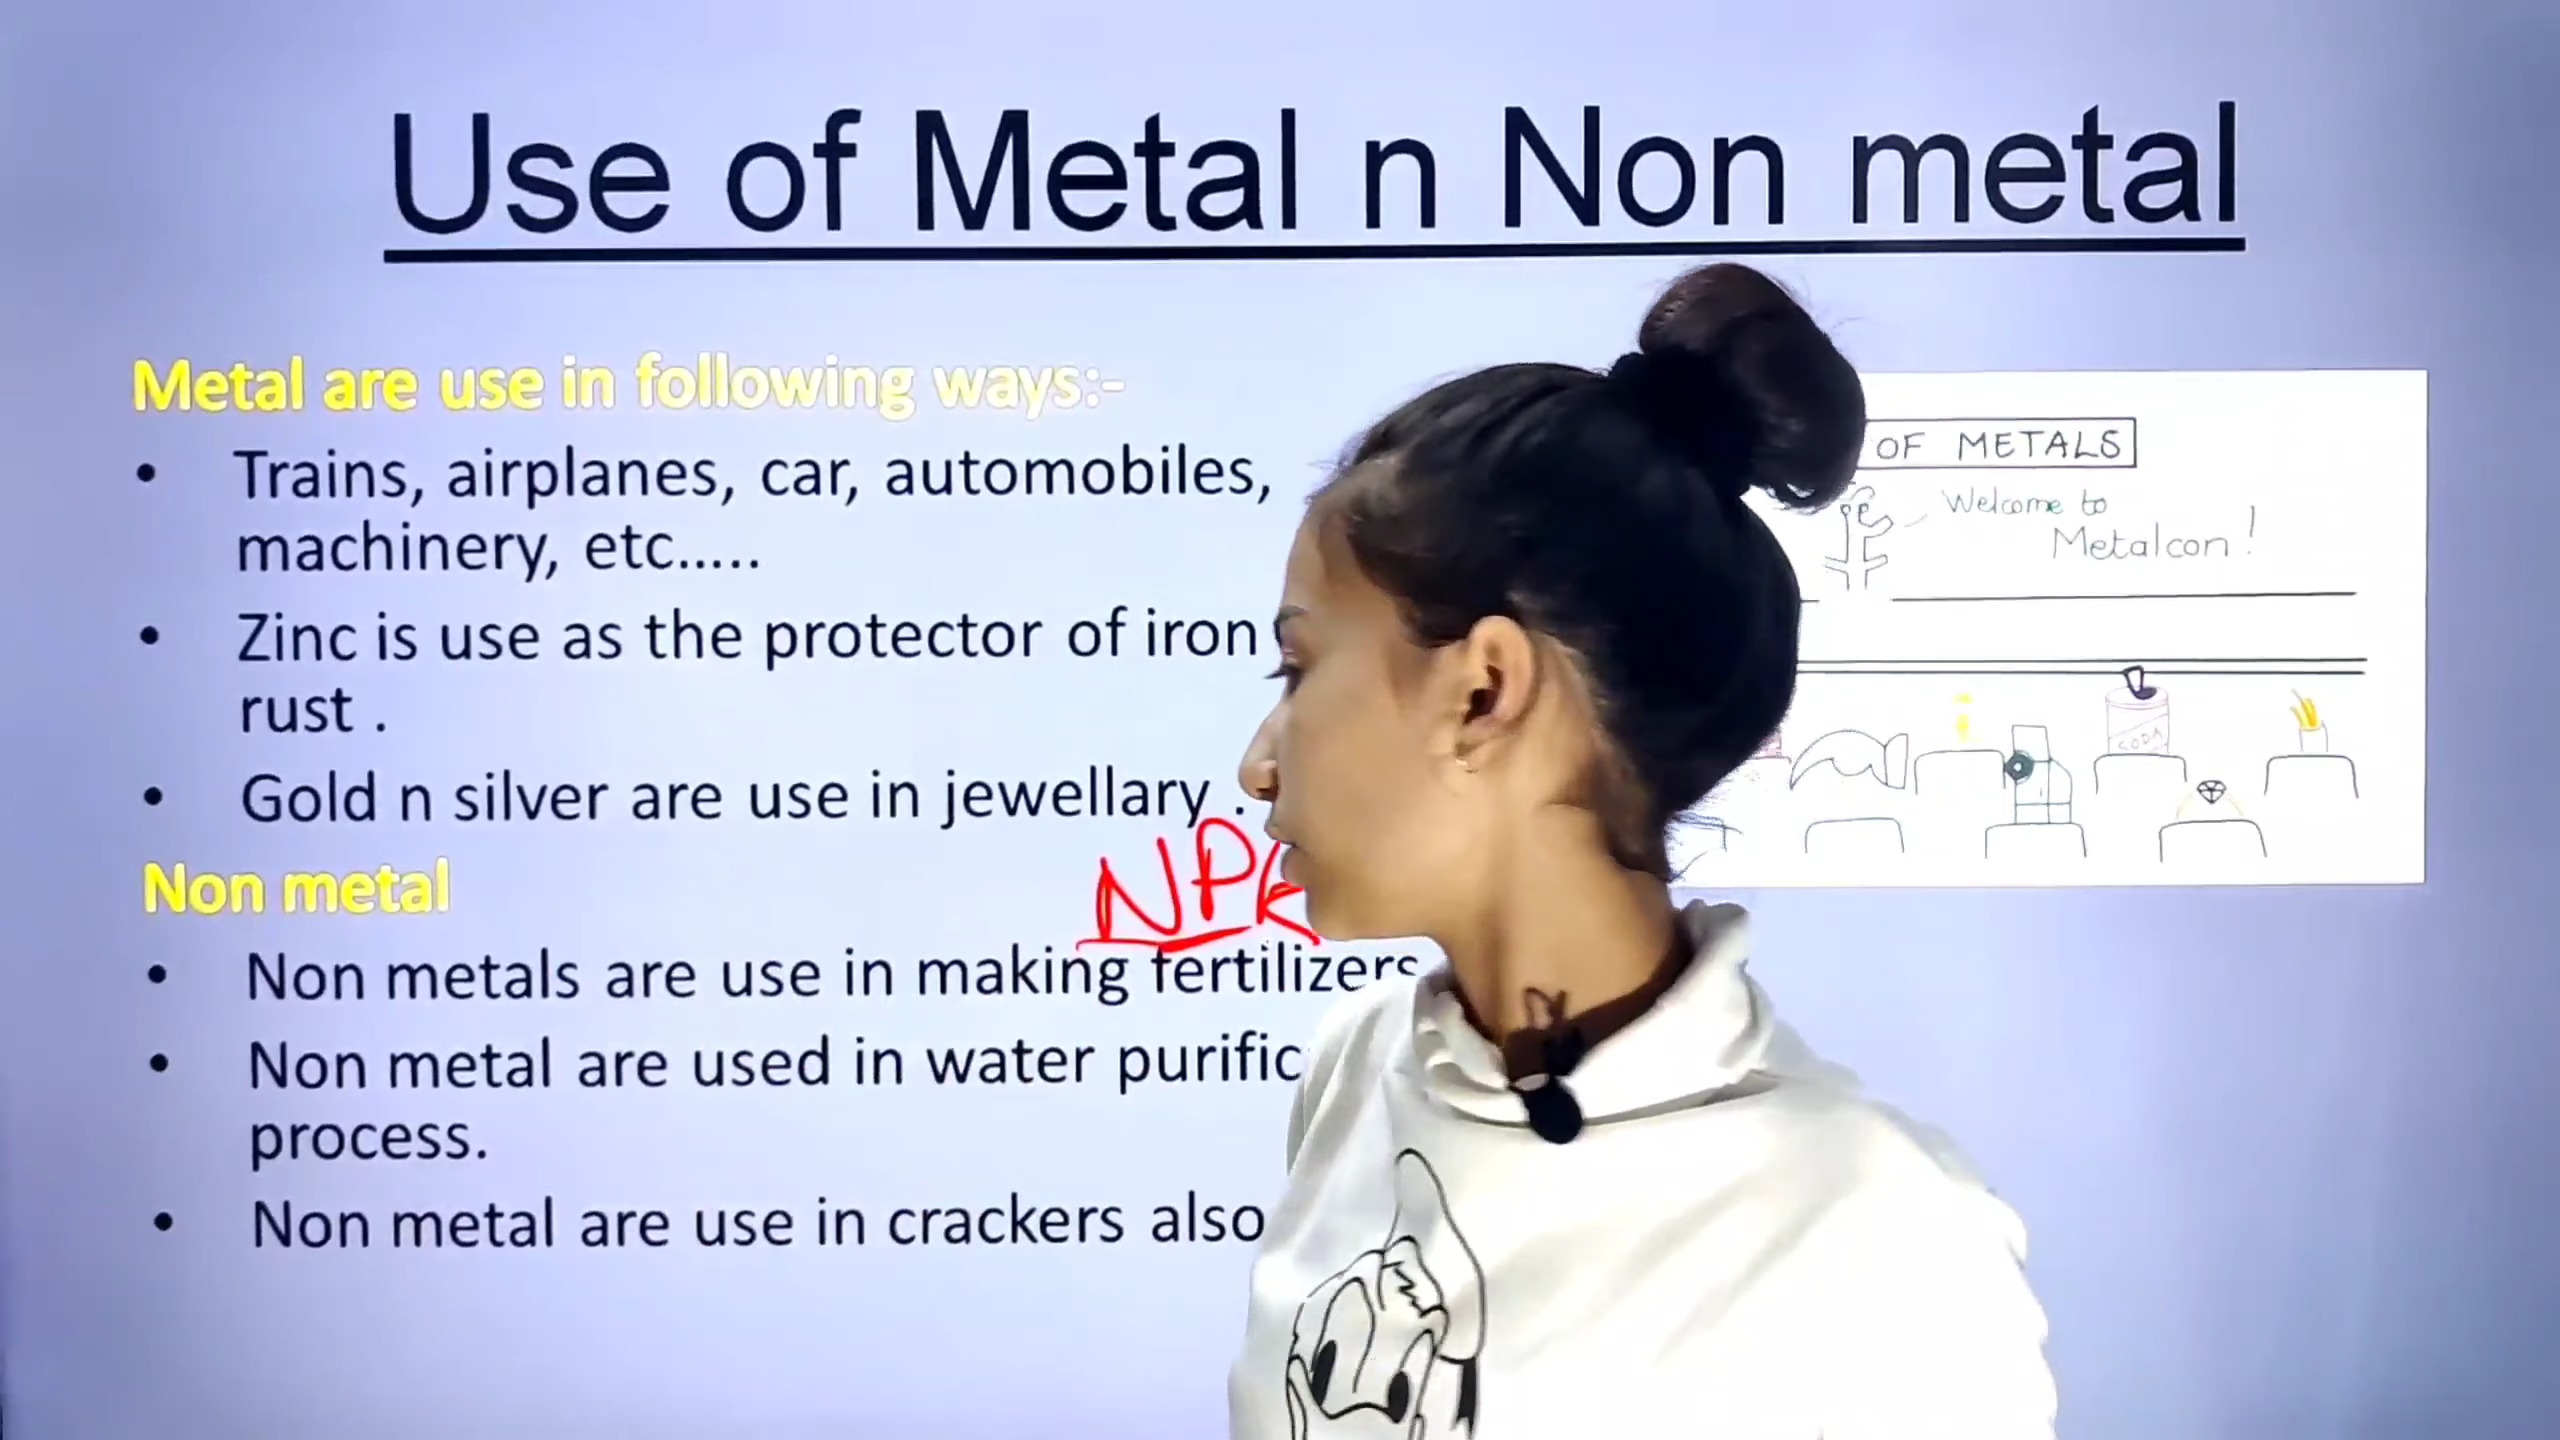 Use of Metal n Non metal
Metal are use in following ways:-
• Trains, airplanes, car, automobiles,
machinery, etc.....
• Zinc is use as the protector of iron
rust .
• Gold n silver are use in jewellary .
Non metal
NPK
• Non metals are use in making fertilizers
• Non metal are used in water
process.
• Non metal are use in crackers also
OF METALS
Welcome to
Metalcon!
CODA